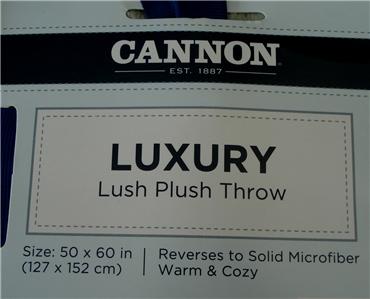 CANNON
EST. 1887
LUXURY
Lush Plush Throw
Size: 50 x 60 in
(127 x 152 cm)
Reverses to Solid Microfiber
Warm & Cozy